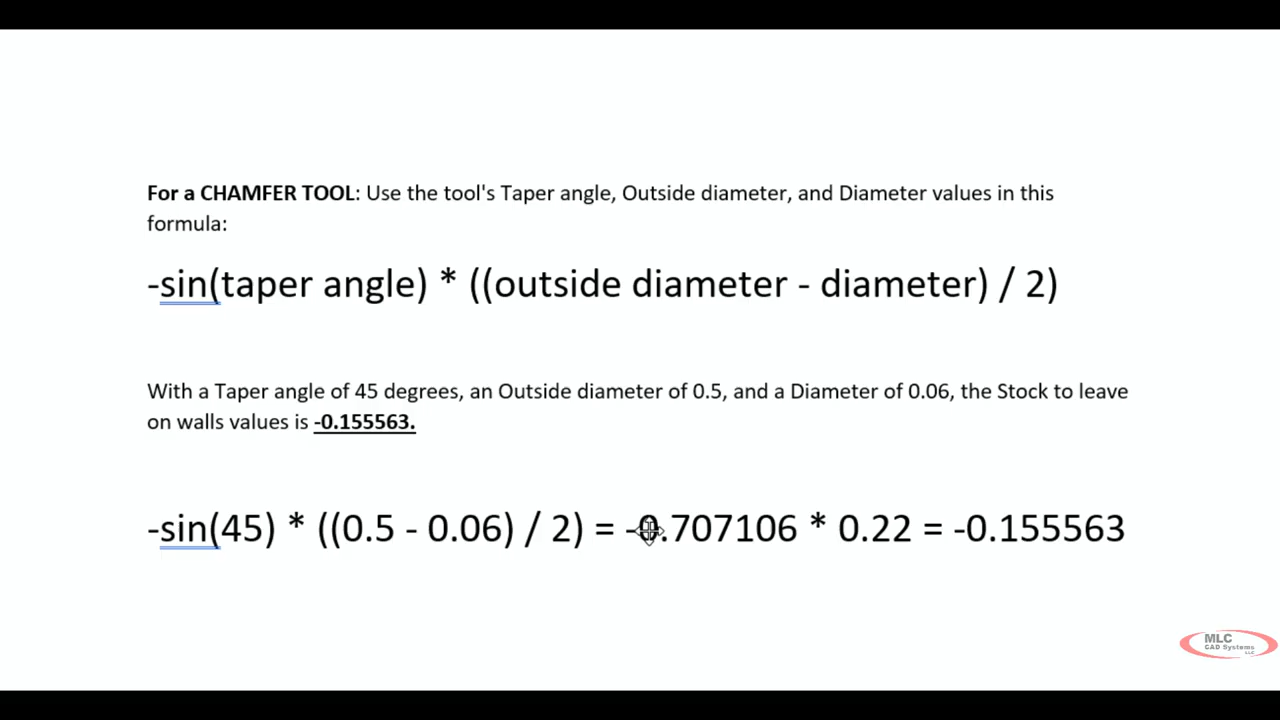 For a CHAMFER TOOL: Use the tool's Taper angle, Outside diameter, and Diameter values in this
formula:
-sin(taper angle) * ((outside diameter - diameter) / 2)
With a Taper angle of 45 degrees, an Outside diameter of 0.5, and a Diameter of 0.06, the Stock to leave
on walls values is -0.155563.
-sin(45) * ((0.5 - 0.06) / 2) = -0.707106 * 0.22 = -0.155563
MLC
CAD Systems
LLC